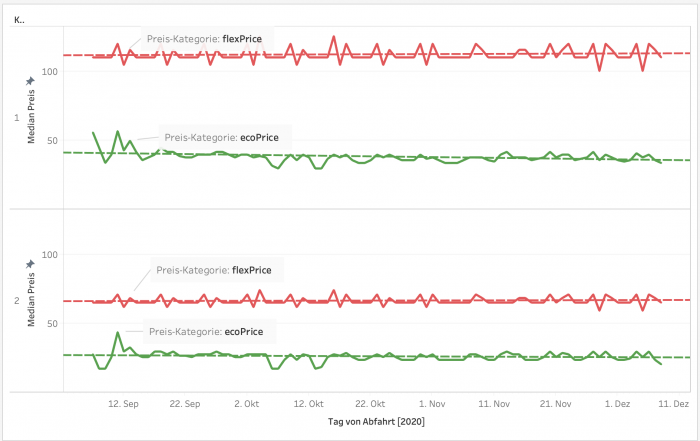 K..
Preis-Kategorie: flexPrice
100
Preis-Kategorie: ecoPrice
50
1
Median Preis
100
Preis-Kategorie: flexPrice
50
Preis-Kategorie: ecoPrice
2
Median Preis
12. Sep 22. Sep 2. Okt 12. Okt 22. Okt 1. Nov 11. Nov 21. Nov 1. Dez 11. Dez
Tag von Abfahrt [2020]